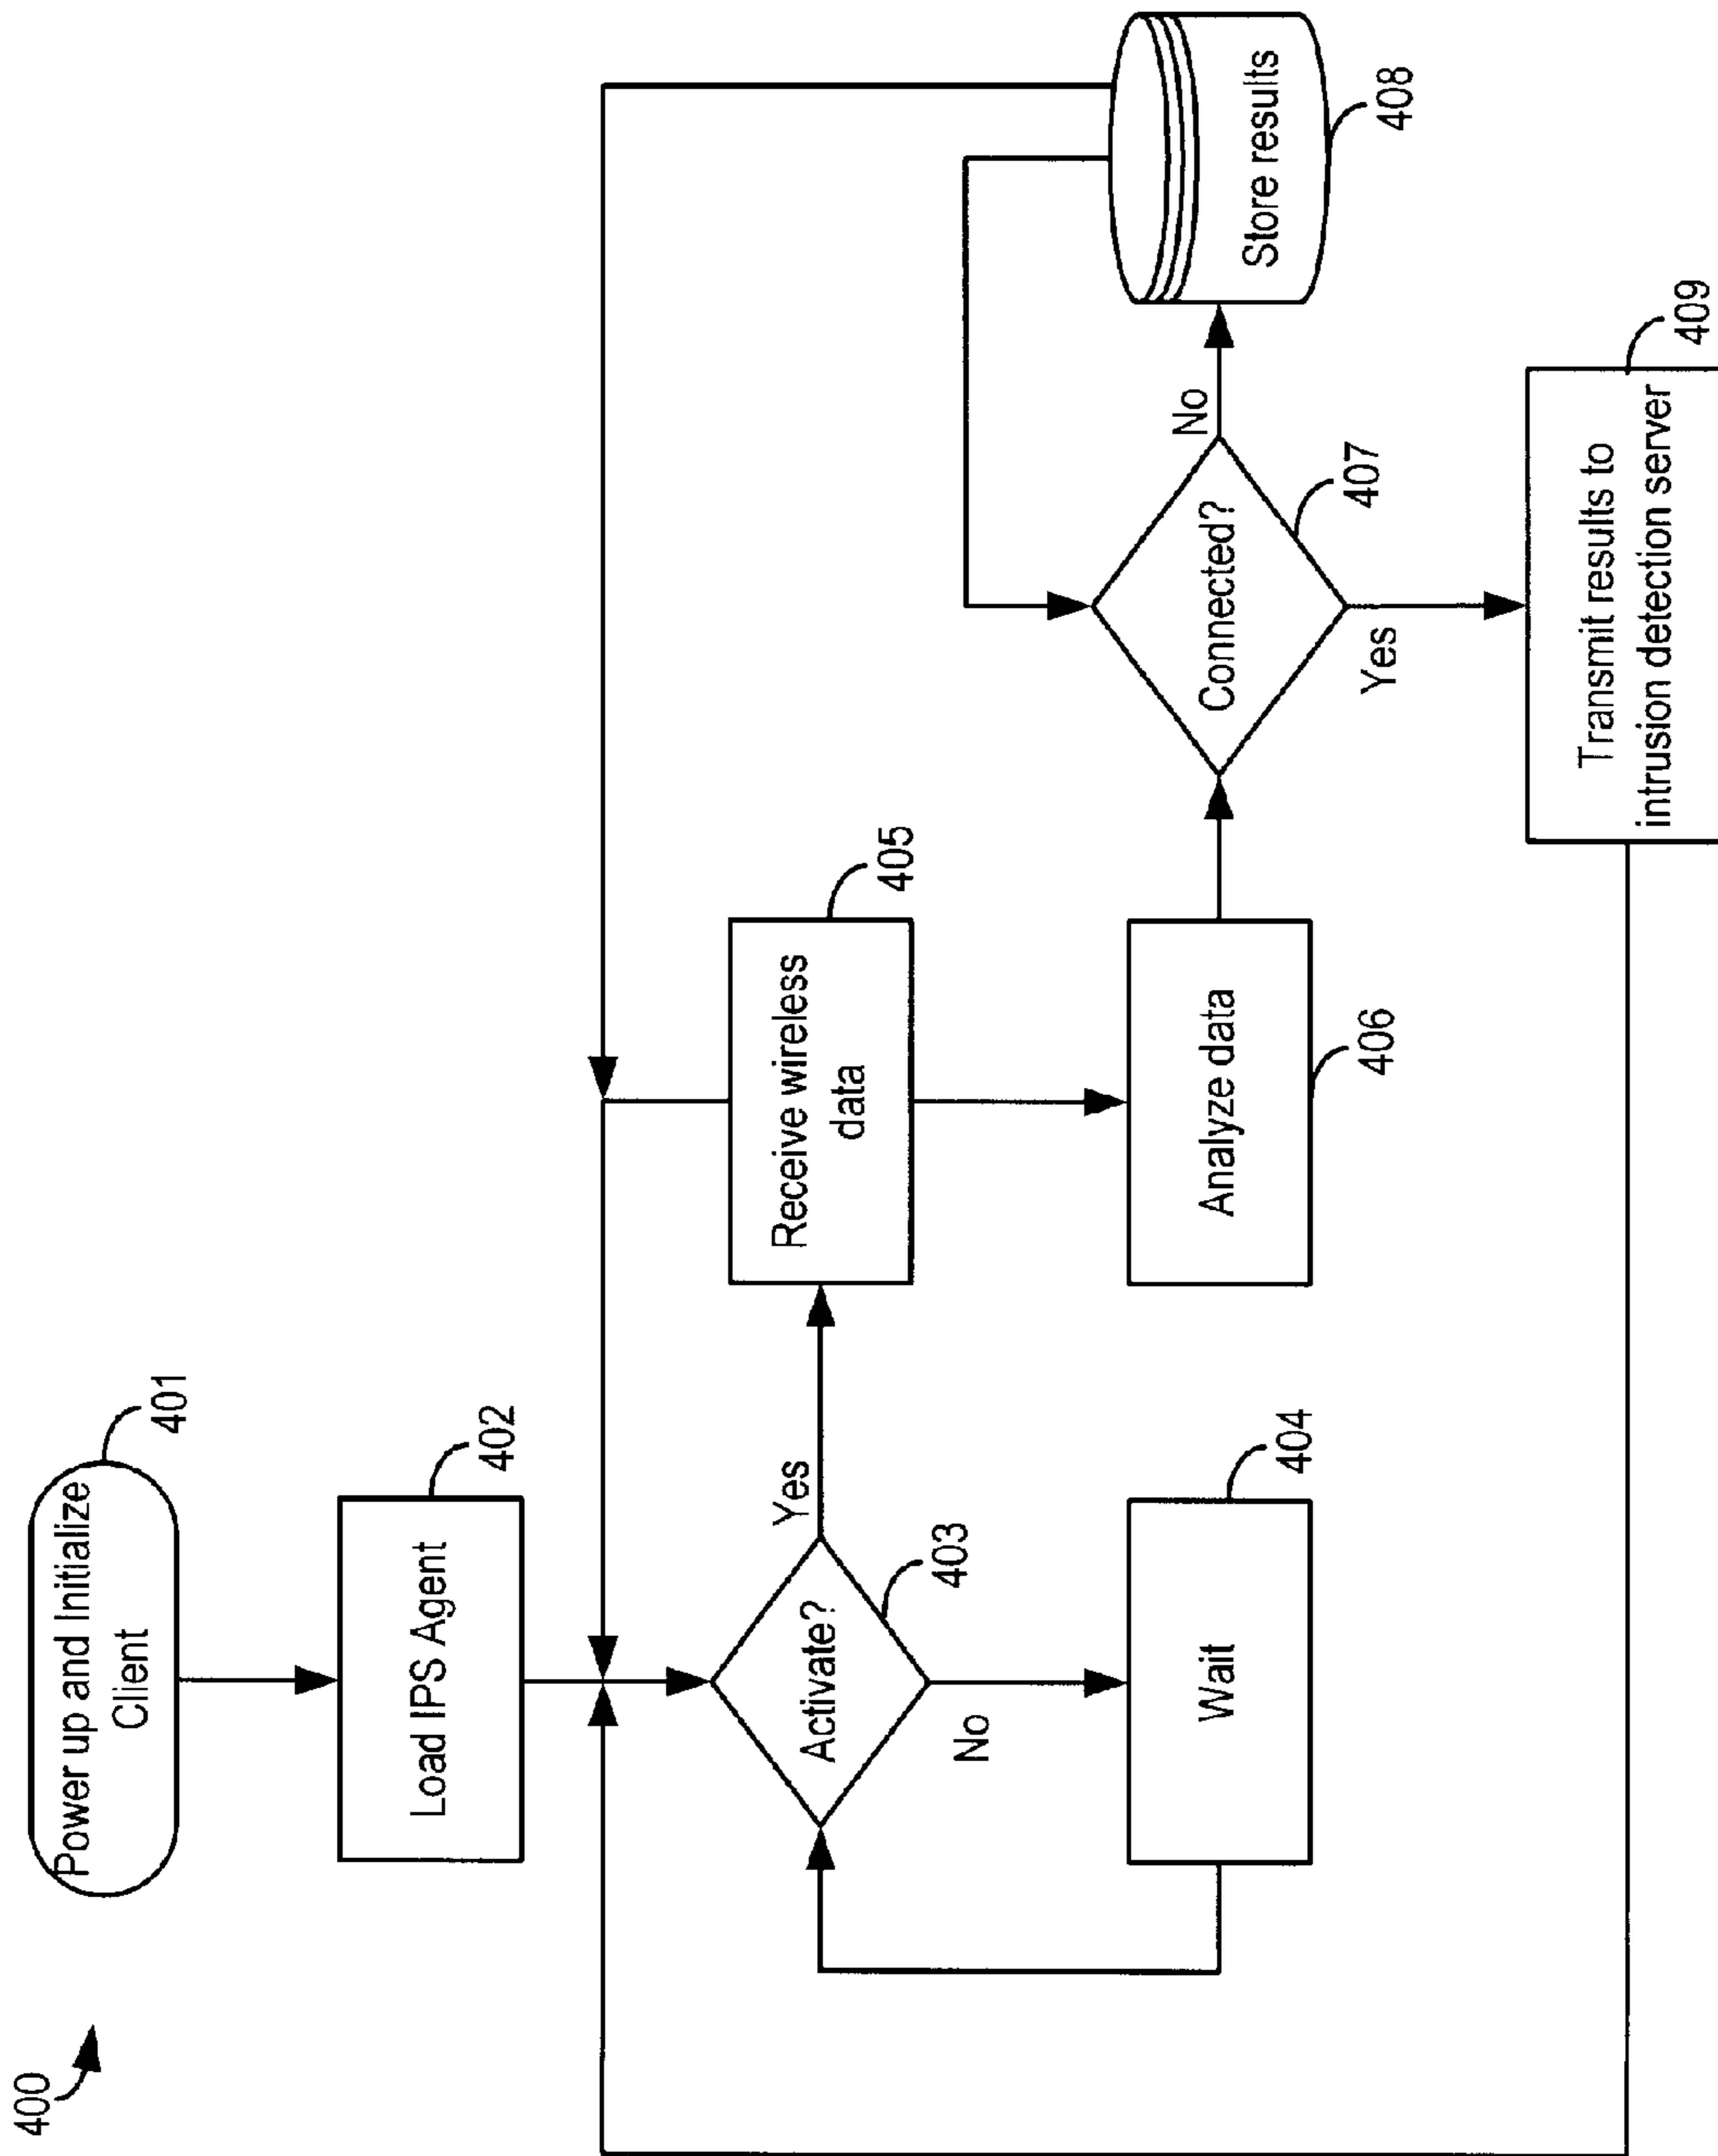 400
Power up and Initialize
Client
401
Load IPS Agent
402
Activate?
403
Yes
No
Wait
404
Receive wireless
data
405
Analyze data
406
Connected?
407
No
Yes
Store results
408
Transmit results to
intrusion detection server
409